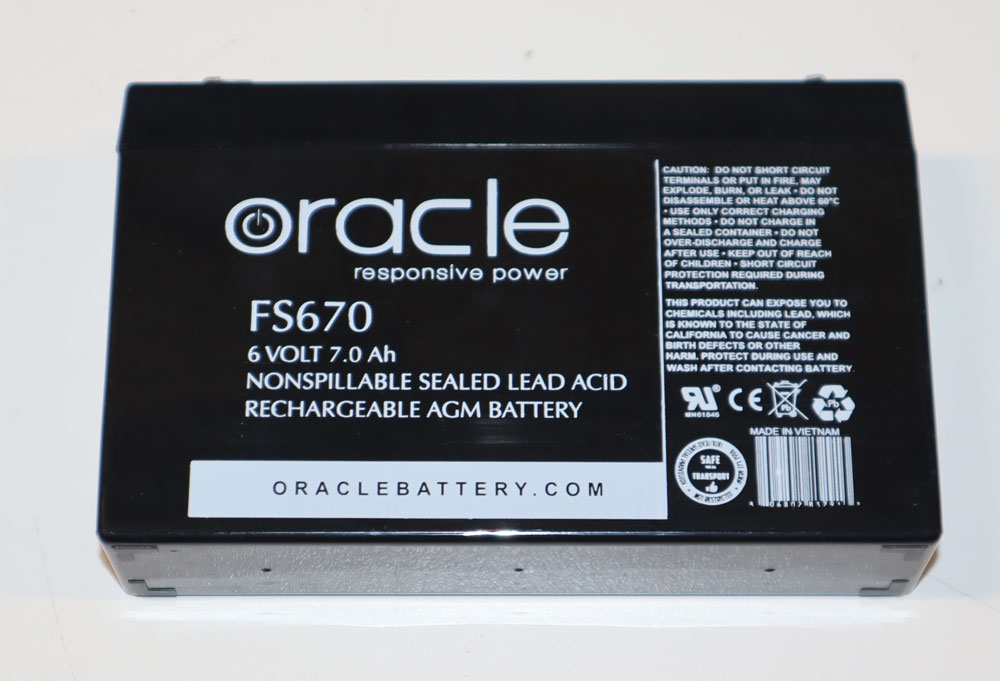 oracle
responsive power
FS670
6 VOLT 7.0 Ah
NONSPILLABLE SEALED LEAD ACID
RECHARGEABLE AGM BATTERY
ORACLEBATTERY.COM
CAUTION: DO NOT SHORT CIRCUIT
TERMINALS OR PUT IN FIRE, MAY
EXPLODE, BURN, OR LEAK • DO NOT
DISASSEMBLE OR HEAT ABOVE 60°C
• USE ONLY CORRECT CHARGING
METHODS • DO NOT CHARGE IN
A SEALED CONTAINER • DO NOT
OVER-DISCHARGE AND CHARGE
AFTER USE • KEEP OUT OF REACH
OF CHILDREN • SHORT CIRCUIT
PROTECTION REQUIRED DURING
TRANSPORTATION.
THIS PRODUCT CAN EXPOSE YOU TO
CHEMICALS INCLUDING LEAD, WHICH
IS KNOWN TO THE STATE OF
CALIFORNIA TO CAUSE CANCER AND
BIRTH DEFECTS OR OTHER
HARM. PROTECT DURING USE AND
WASH AFTER CONTACTING BATTERY
MH61845
CE
Pb
Pb
MADE IN VIETNAM
SAFE
TRANSPORT
NOT RESTRICTED